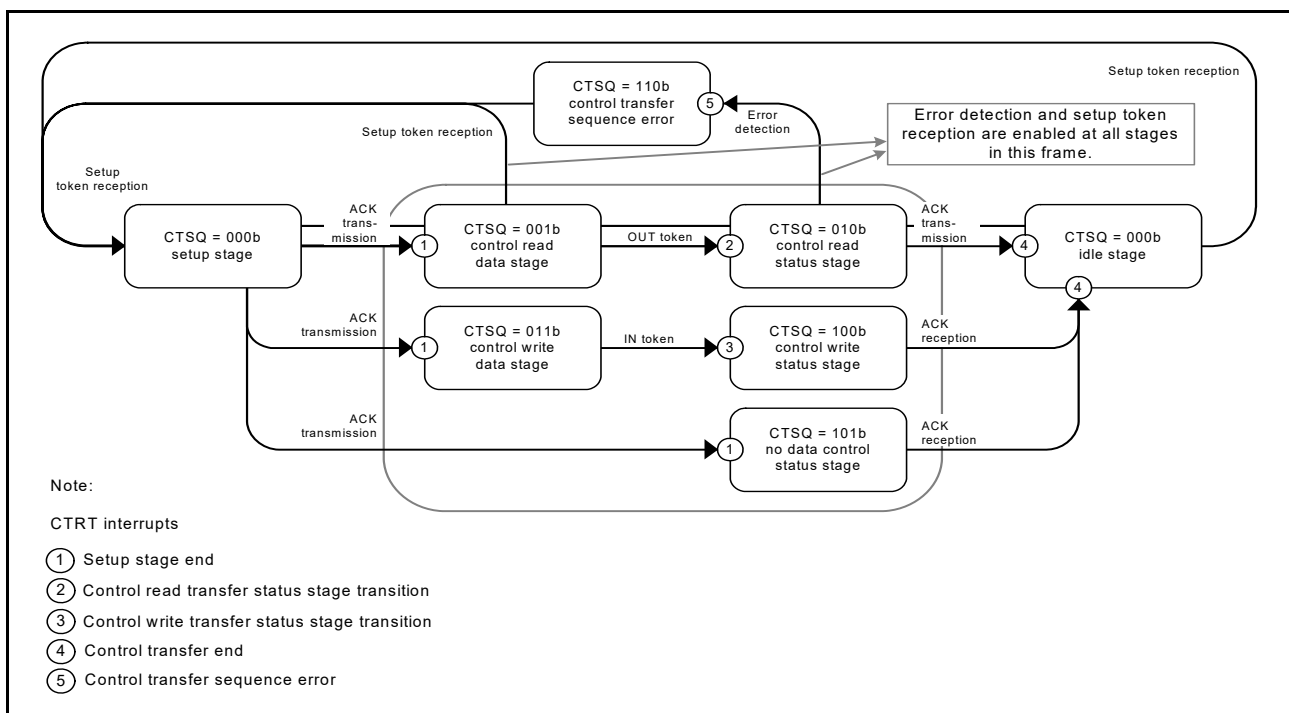 Setup token reception
CTSQ = 110b
control transfer
sequence error
5
Error
detection
Setup token reception
Error detection and setup token
reception are enabled at all stages
in this frame.
Setup
token reception
CTSQ = 000b
setup stage
ACK
trans-
mission
1
CTSQ = 001b
control read
data stage
OUT token
2
CTSQ = 010b
control read
status stage
ACK
trans-
mission
4
CTSQ = 000b
idle stage
4
ACK
transmission
1
CTSQ = 011b
control write
data stage
IN token
3
CTSQ = 100b
control write
status stage
ACK
reception
ACK
transmission
1
CTSQ = 101b
no data control
status stage
ACK
reception
Note:
CTRT interrupts
1 Setup stage end
2 Control read transfer status stage transition
3 Control write transfer status stage transition
4 Control transfer end
5 Control transfer sequence error